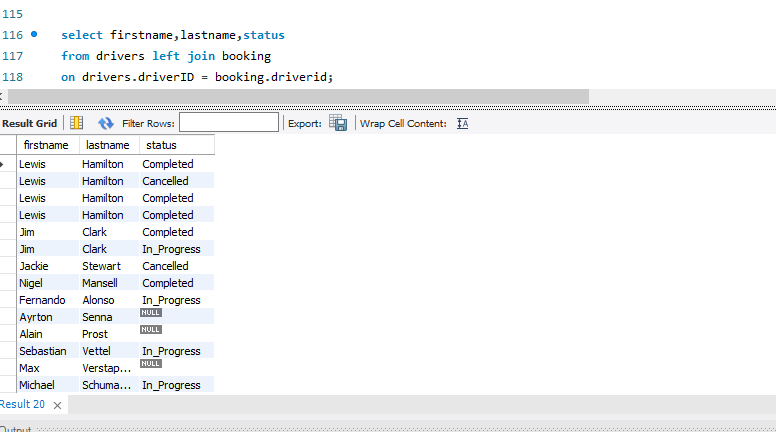 115
116 select firstname,lastname,status
117 from drivers left join booking
118 on drivers.driverID = booking.driverid;
Result Grid Filter Rows: Export: Wrap Cell Content: IA
firstname lastname status
Lewis Hamilton Completed
Lewis Hamilton Cancelled
Lewis Hamilton Completed
Lewis Hamilton Completed
Jim Clark Completed
Jim Clark In_Progress
Jackie Stewart Cancelled
Nigel Mansell Completed
Fernando Alonso In_Progress
Ayrton Senna NULL
Alain Prost NULL
Sebastian Vettel In_Progress
Max Verstap... NULL
Michael Schuma... In_Progress
Result 20
Output